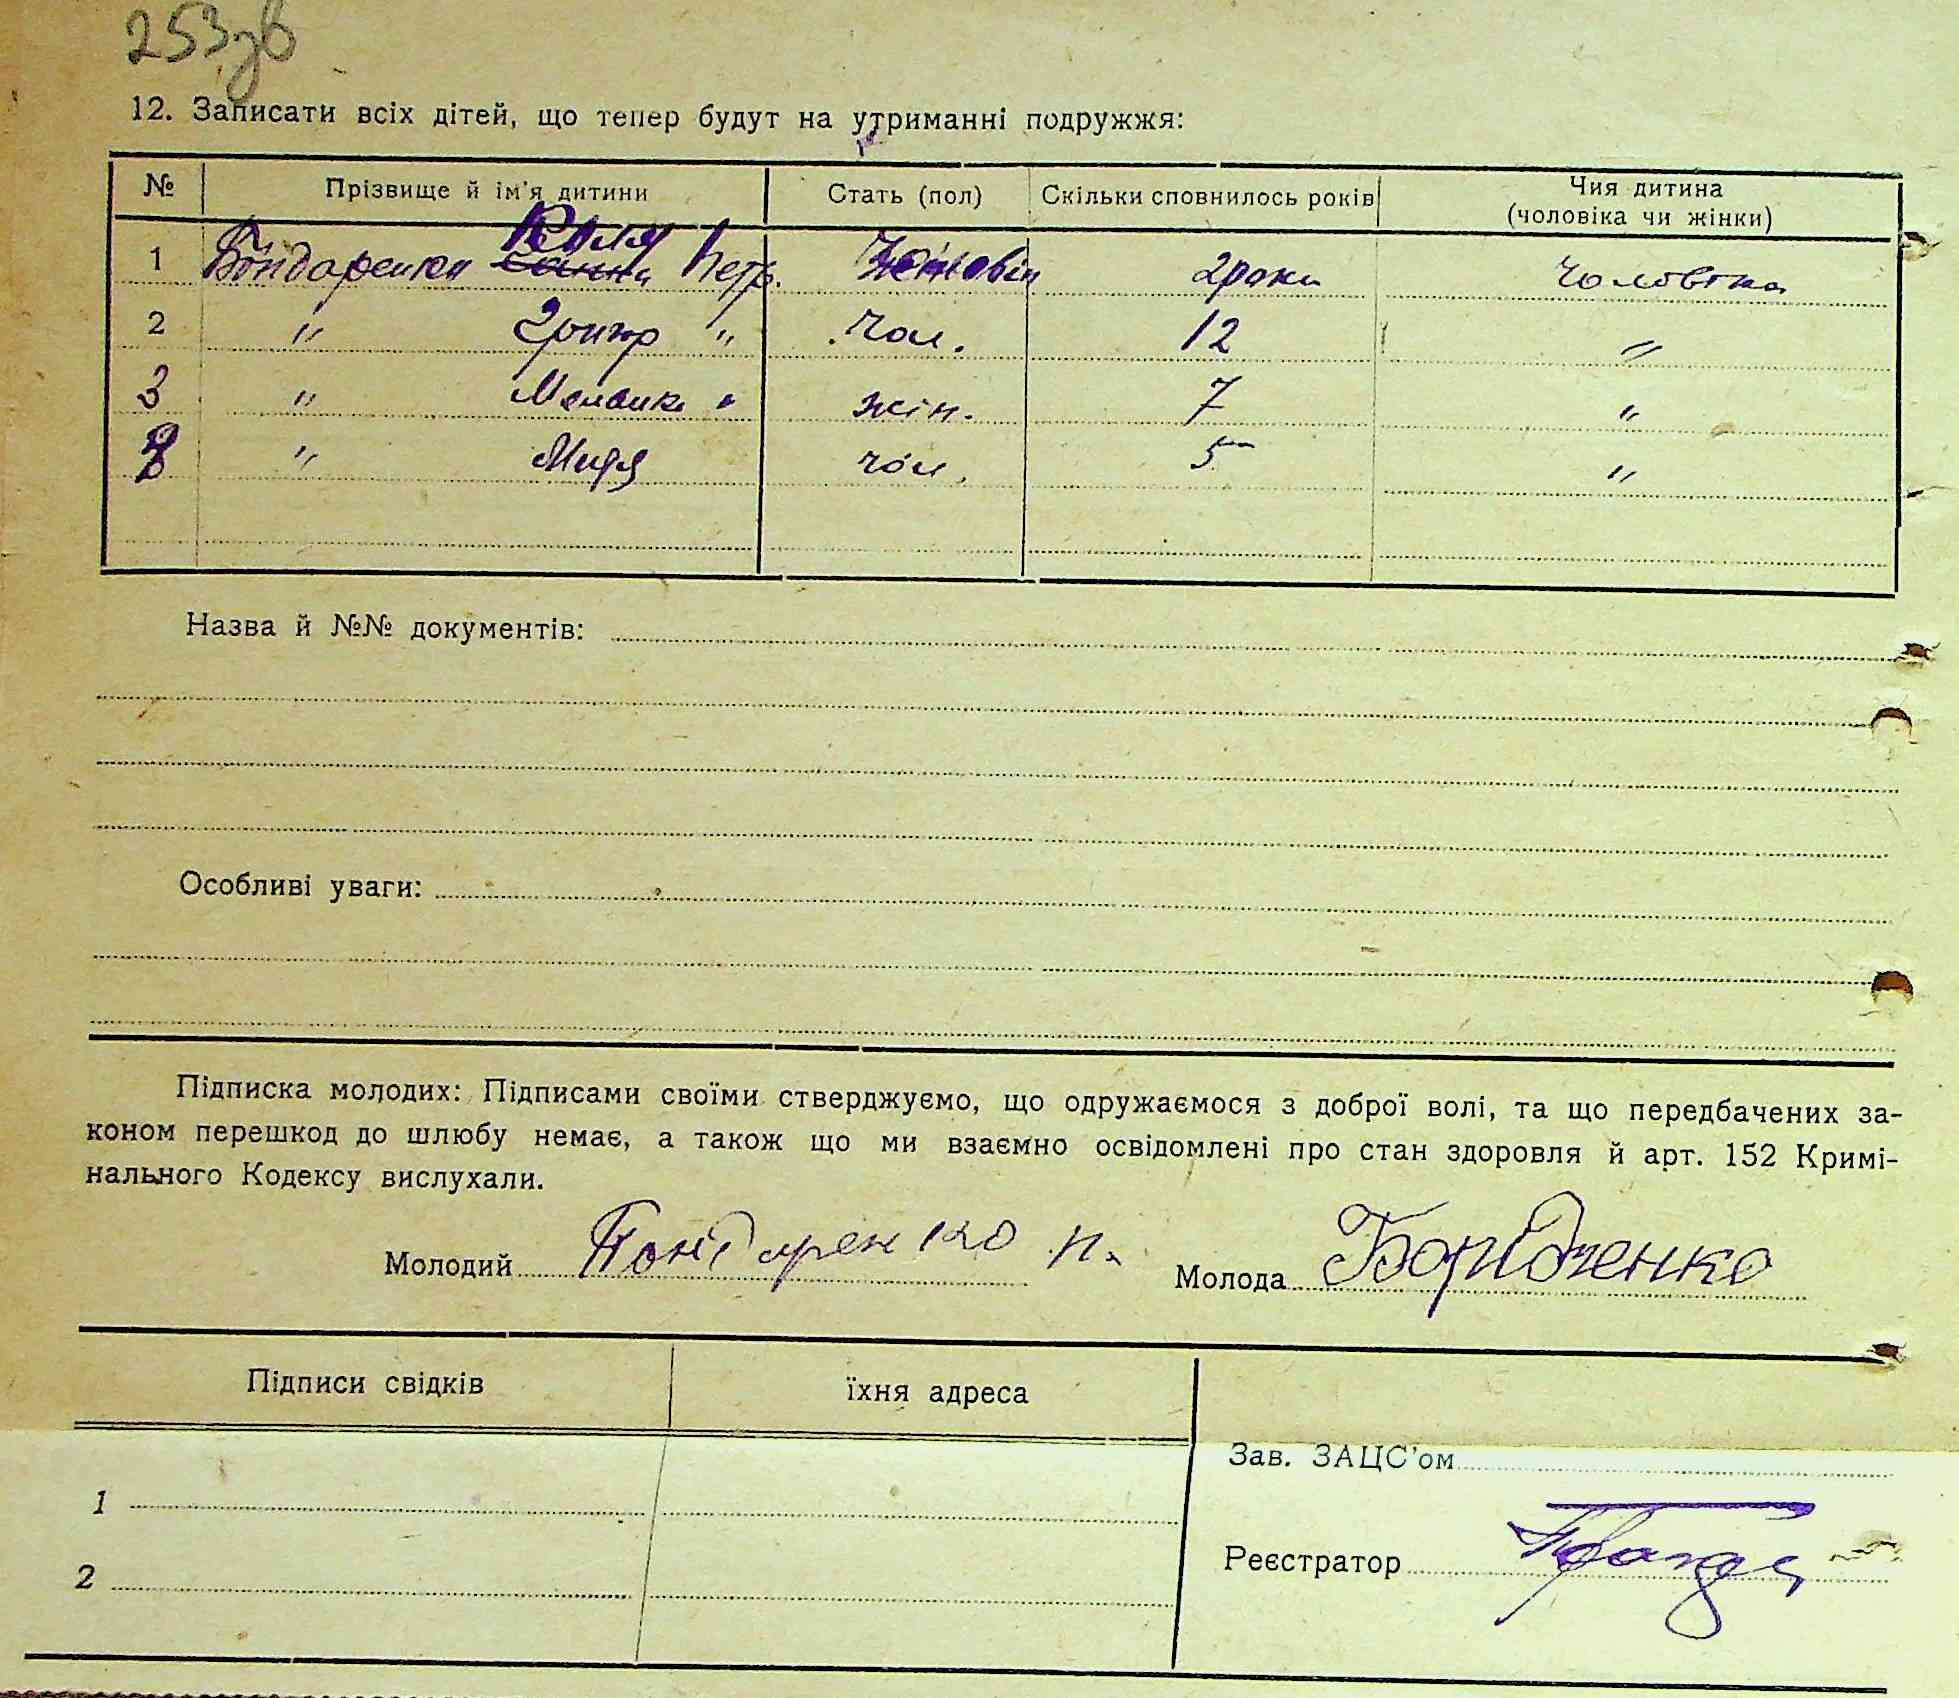 253зв
12. Записати всіх дітей, що тепер будут на утриманні подружжя:
№ Прізвище й ім'я дитини Стать (пол) Скільки сповнилось років Чия дитина (чоловіка чи жінки)
1 Бондаренко Петр. 2 роки Чоловіка
2 " Григор " Чол. 12 "
3 " Меланк " жін. 7 "
" чол. 5 "
Назва й №№ документів:
Особливі уваги:
Підписка молодих: Підписами своїми стверджуємо, що одружаємося з доброї волі, та що передбачених за-
коном перешкод до шлюбу немає, а також що ми взаємно освідомлені про стан здоровля й арт. 152 Кримі-
нального Кодексу вислухали.
Молодий Бондаренко П. Молода
Підписи свідків їхня адреса
Зав. ЗАЦС'ом
1
Реєстратор
2